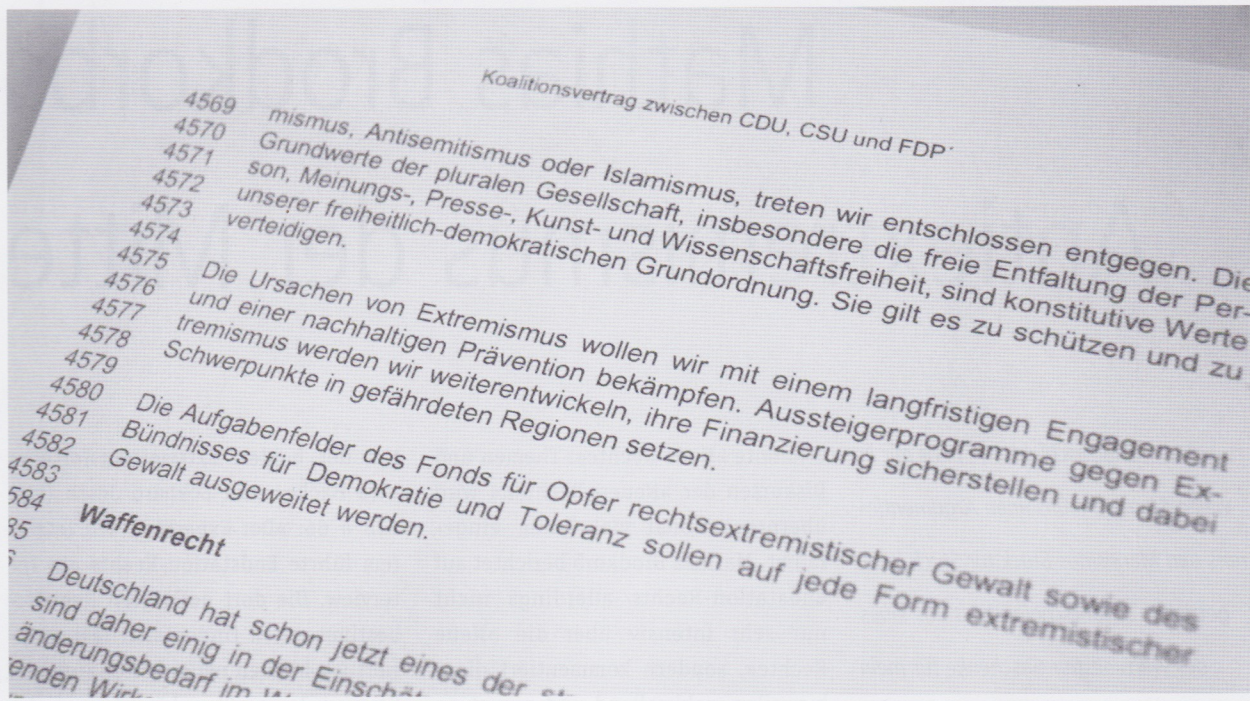 Koalitionsvertrag zwischen CDU, CSU und FDP
4569 mismus, Antisemitismus oder Islamismus, treten wir entschlossen entgegen. Die
4570 Grundwerte der pluralen Gesellschaft, insbesondere die freie Entfaltung der Per-
4571 son, Meinungs-, Presse-, Kunst- und Wissenschaftsfreiheit, sind konstitutive Werte
4572 unserer freiheitlich-demokratischen Grundordnung. Sie gilt es zu schützen und zu
4573 verteidigen.
4574
4575 Die Ursachen von Extremismus wollen wir mit einem langfristigen Engagement
4576 und einer nachhaltigen Prävention bekämpfen. Aussteigerprogramme gegen Ex-
4577 tremismus werden wir weiterentwickeln, ihre Finanzierung sicherstellen und dabei
4578 Schwerpunkte in gefährdeten Regionen setzen.
4579
4580 Die Aufgabenfelder des Fonds für Opfer rechtsextremistischer Gewalt sowie des
4581 Bündnisses für Demokratie und Toleranz sollen auf jede Form extremistischer
4582 Gewalt ausgeweitet werden.
4583
584 Waffenrecht
85
Deutschland hat schon jetzt eines der
sind daher einig in der
änderungsbedarf im